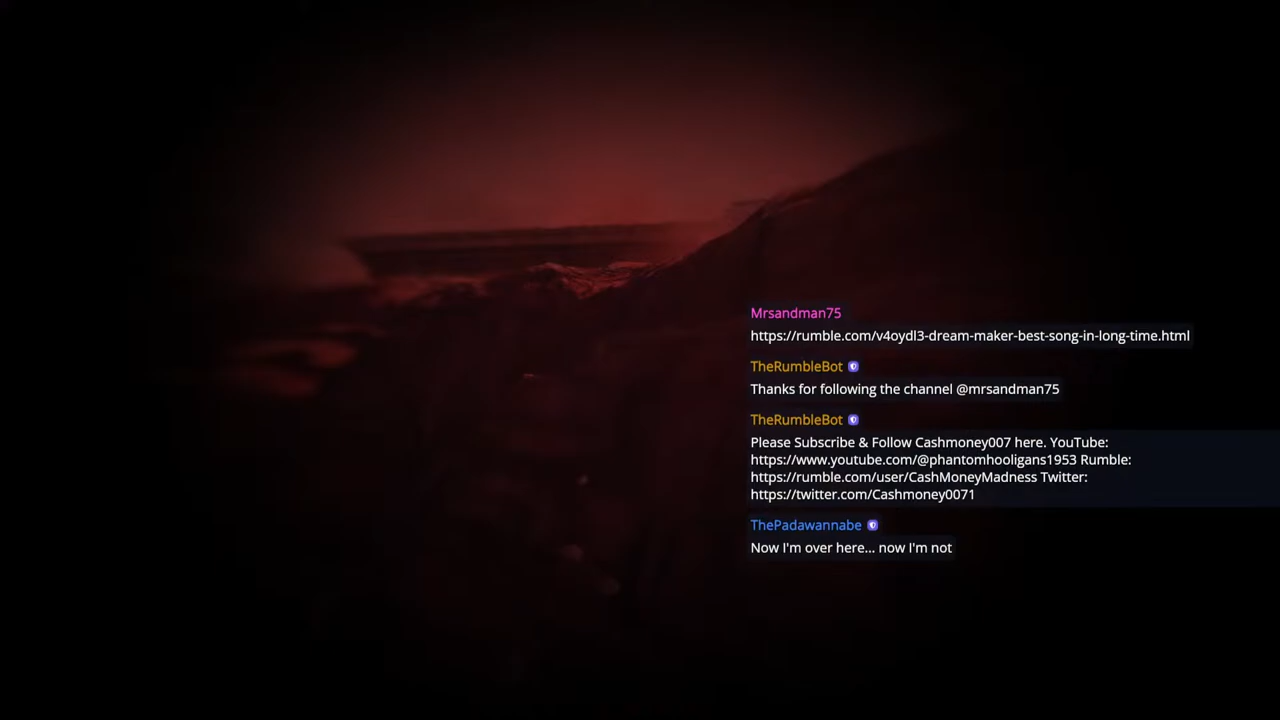 Mrsandman75
https://rumble.com/v4oydl3-dream-maker-best-song-in-long-time.html
TheRumbleBot
Thanks for following the channel @mrsandman75
TheRumbleBot
Please Subscribe & Follow Cashmoney007 here. YouTube:
https://www.youtube.com/@phantomhooligans1953 Rumble:
https://rumble.com/user/CashMoneyMadness Twitter:
https://twitter.com/Cashmoney0071
ThePadawannabe
Now I'm over here... now I'm not